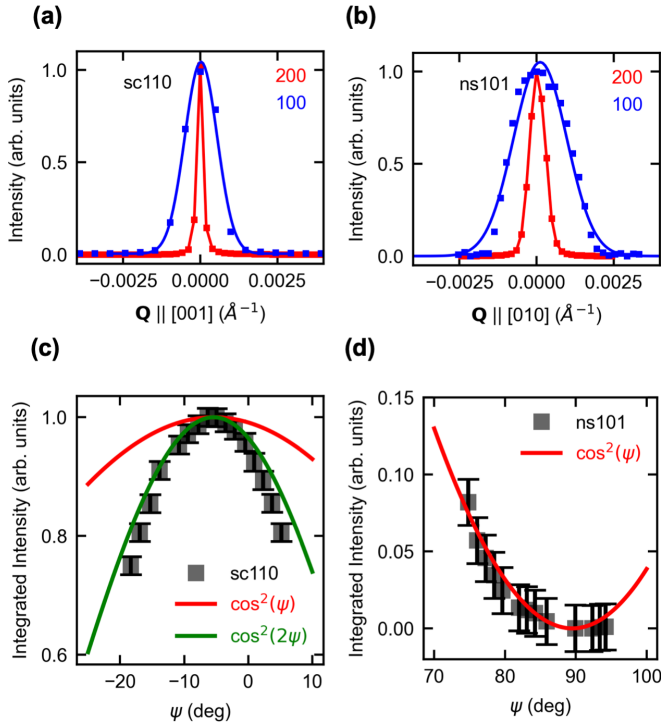 (a)
Intensity (arb. units)
1.0
0.5
0.0
sc110
200
100
−0.0025
0.0000
0.0025
Q || [001] (Å⁻¹)
(b)
Intensity (arb. units)
1.0
0.5
0.0
ns101
200
100
−0.0025
0.0000
0.0025
Q || [010] (Å⁻¹)
(c)
Integrated Intensity (arb. units)
1.0
0.8
0.6
sc110
cos²(ψ)
cos²(2ψ)
−20
−10
0
10
ψ (deg)
(d)
Integrated Intensity (arb. units)
0.15
0.10
0.05
0.00
ns101
cos²(ψ)
70
80
90
100
ψ (deg)